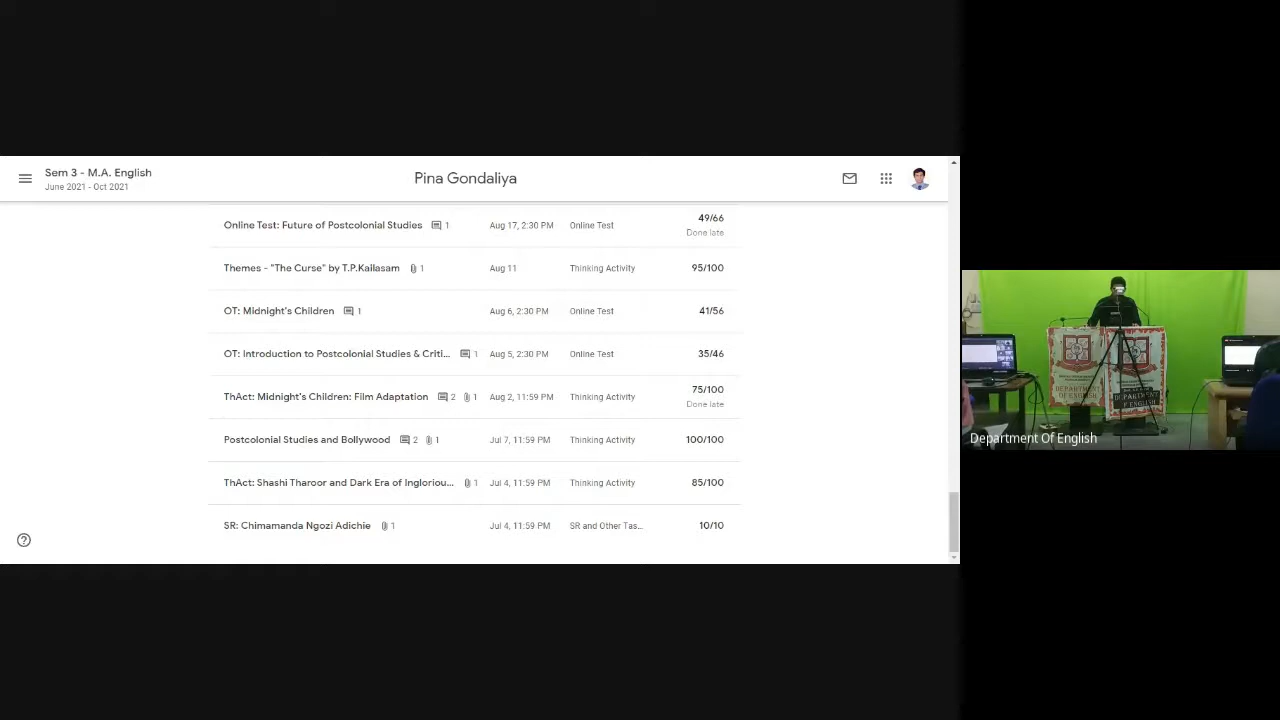 Sem 3 - M.A. English
June 2021 - Oct 2021
Pina Gondaliya
Online Test: Future of Postcolonial Studies 1 Aug 17, 2:30 PM Online Test 49/66
Done late
Themes - "The Curse" by T.P.Kailasam 1 Aug 11 Thinking Activity 95/100
OT: Midnight's Children 1 Aug 6, 2:30 PM Online Test 41/56
OT: Introduction to Postcolonial Studies & Criti... 1 Aug 5, 2:30 PM Online Test 35/46
ThAct: Midnight's Children: Film Adaptation 2 1 Aug 2, 11:59 PM Thinking Activity 75/100
Done late
Postcolonial Studies and Bollywood 2 1 Jul 7, 11:59 PM Thinking Activity 100/100
ThAct: Shashi Tharoor and Dark Era ofIngloriou... 1 Jul 4, 11:59 PM Thinking Activity 85/100
SR: Chimamanda Ngozi Adichie 1 Jul 4, 11:59 PM SR and Other Tas... 10/10
DEPARTMENT
OF ENGLISH
DEPARTMENT
Department Of English